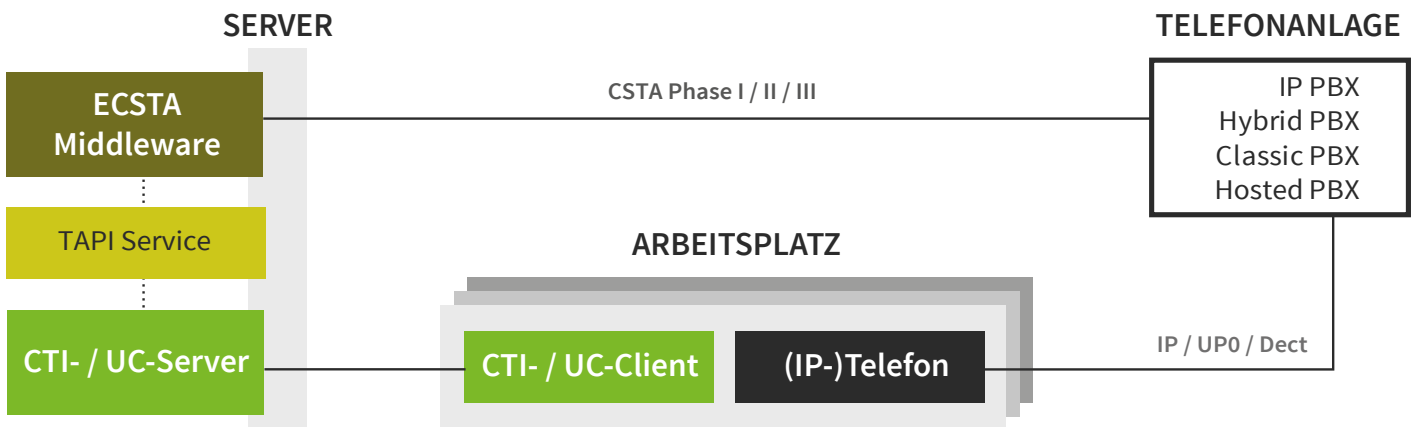 SERVER
TELEFONANLAGE
ECSTA
Middleware
CSTA Phase I / II / III
IP PBX
Hybrid PBX
Classic PBX
Hosted PBX
TAPI Service
ARBEITSPLATZ
CTI- / UC-Server
CTI- / UC-Client
(IP-)Telefon
IP / UP0 / Dect